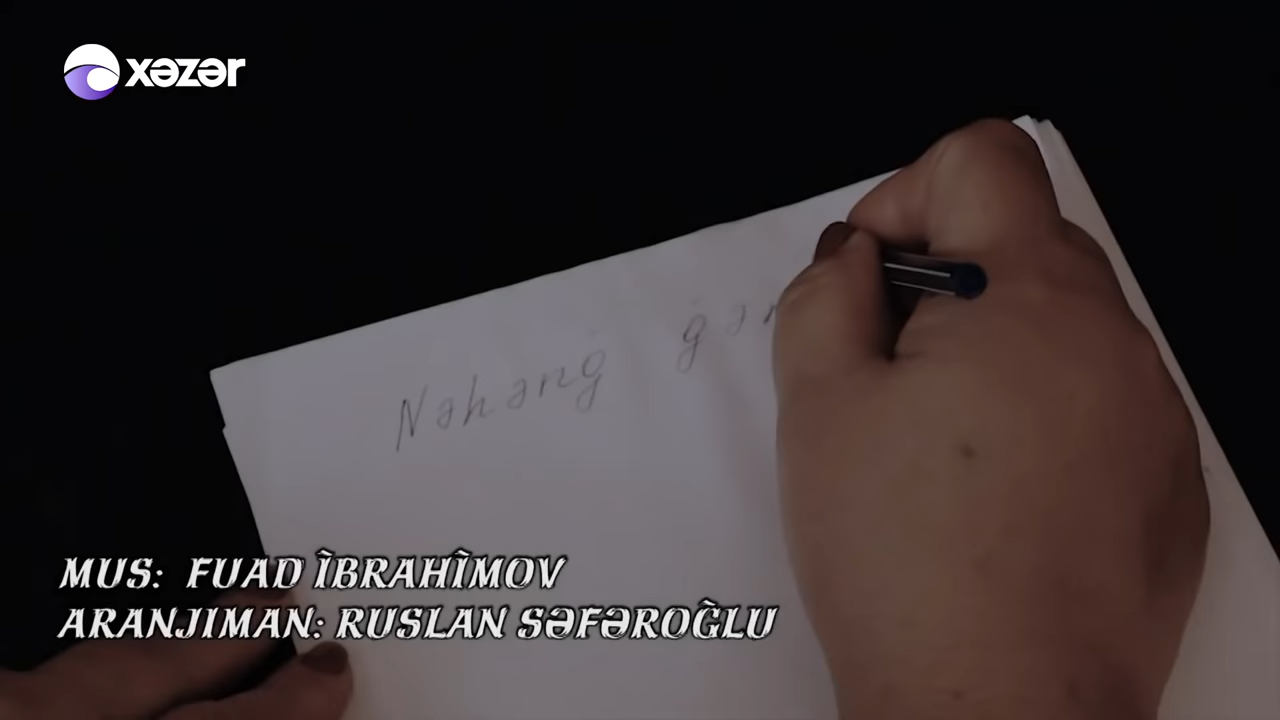 xəzər
Nəhəng
MUS: FUAD İBRAHİMOV
ARANJIMAN: RUSLAN SƏFƏROĞLU